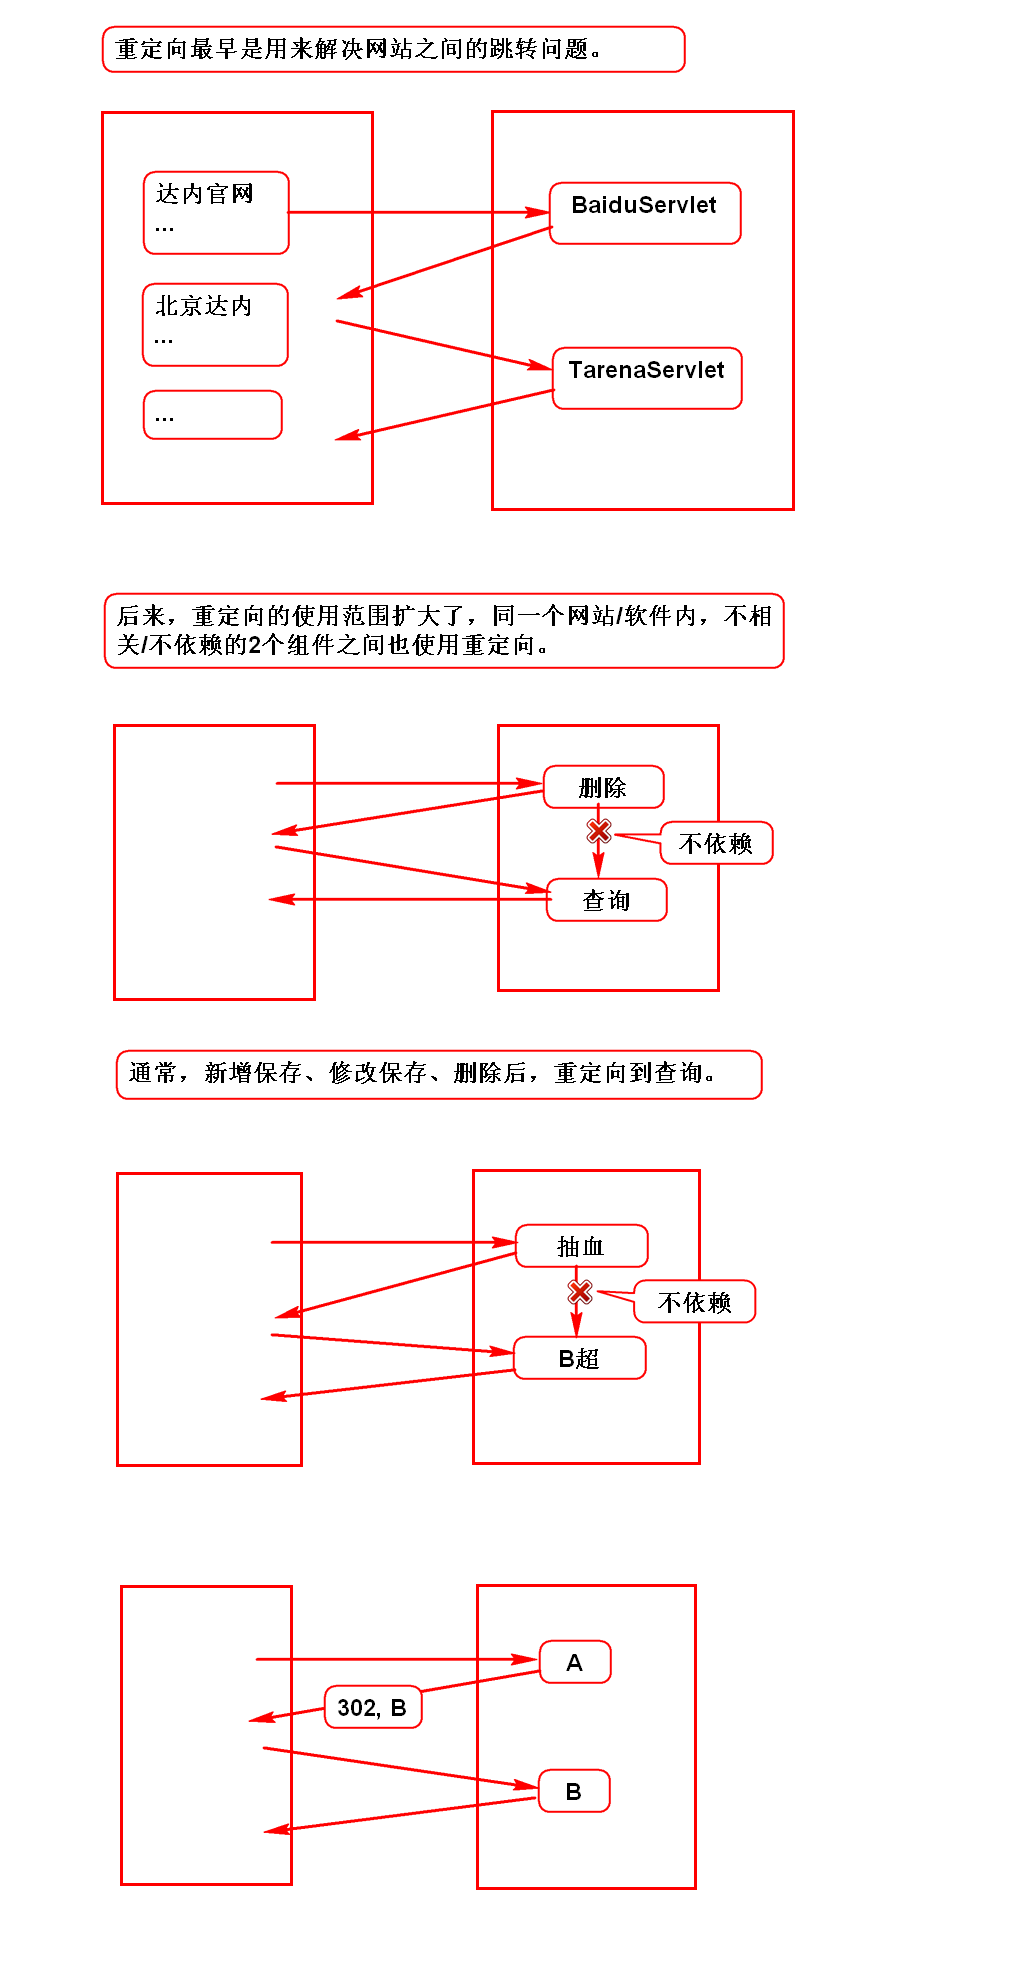 重定向最早是用来解决网站之间的跳转问题。
达内官网
...
BaiduServlet
北京达内
...
TarenaServlet
...
后来，重定向的使用范围扩大了，同一个网站/软件内，不相
关/不依赖的2个组件之间也使用重定向。
删除
不依赖
查询
通常，新增保存、修改保存、删除后，重定向到查询。
抽血
不依赖
B超
A
302, B
B